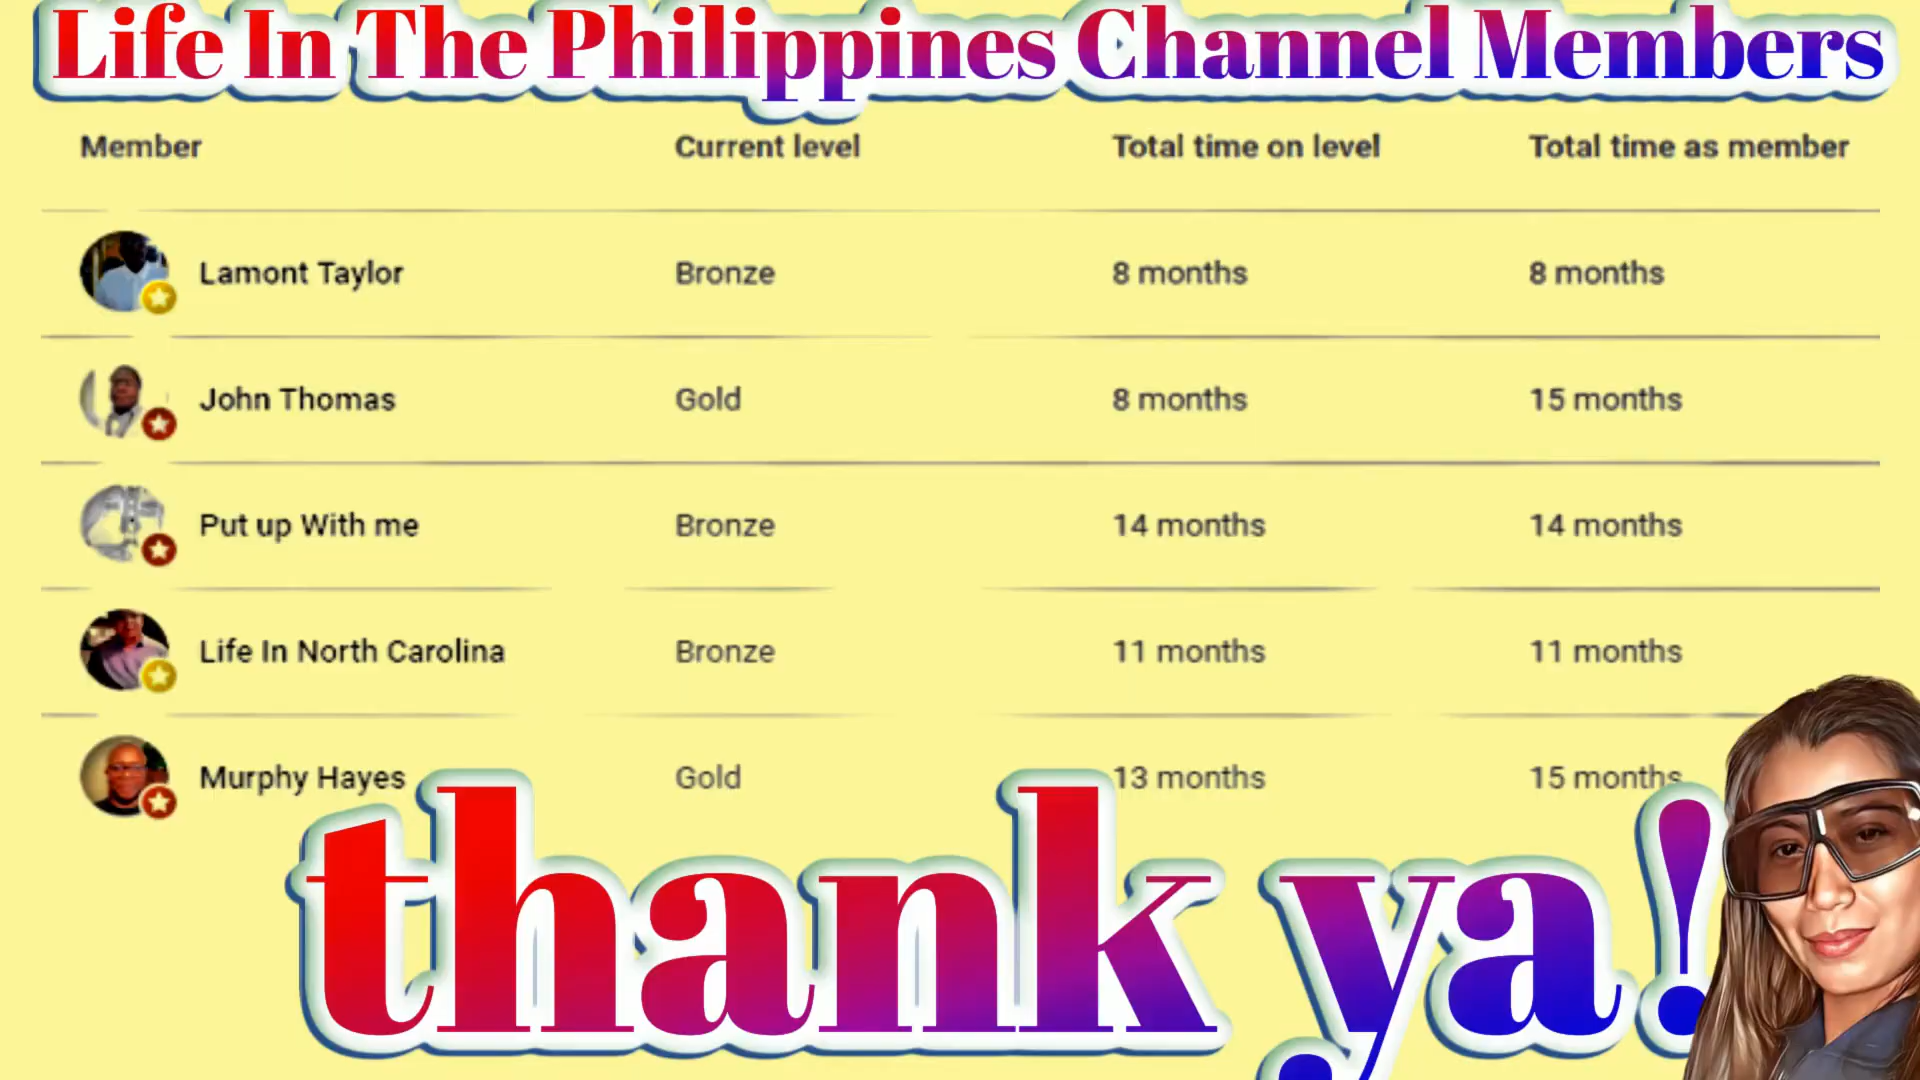 Life In The Philippines Channel Members
Member Current level Total time on level Total time as member
Lamont Taylor Bronze 8 months 8 months
John Thomas Gold 8 months 15 months
Put up With me Bronze 14 months 14 months
Life In North Carolina Bronze 11 months 11 months
Murphy Hayes Gold 13 months 15 months
thank ya!